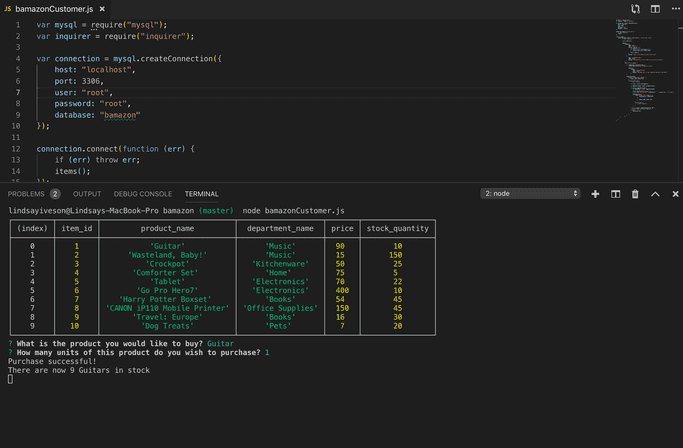 JS bamazonCustomer.js ×
1 var mysql = require("mysql");
2 var inquirer = require("inquirer");
3
4 var connection = mysql.createConnection({
5 host: "localhost",
6 port: 3306,
7 user: "root",
8 password: "root",
9 database: "bamazon"
10 });
11
12 connection.connect(function (err) {
13 if (err) throw err;
14 items();
15 });
PROBLEMS 2 OUTPUT DEBUG CONSOLE TERMINAL 2: node
lindsayiveson@Lindsays-MacBook-Pro bamazon (master) node bamazonCustomer.js
(index) item_id product_name department_name price stock_quantity
0 1 'Guitar' 'Music' 90 10
1 2 'Wasteland, Baby!' 'Music' 15 150
2 3 'Crockpot' 'Kitchenware' 50 25
3 4 'Comforter Set' 'Home' 75 5
4 5 'Tablet' 'Electronics' 70 22
5 6 'Go Pro Hero7' 'Electronics' 400 10
6 7 'Harry Potter Boxset' 'Books' 54 45
7 8 'CANON iP110 Mobile Printer' 'Office Supplies' 150 45
8 9 'Travel: Europe' 'Books' 16 30
9 10 'Dog Treats' 'Pets' 7 20
? What is the product you would like to buy? Guitar
? How many units of this product do you wish to purchase? 1
Purchase successful!
There are now 9 Guitars in stock